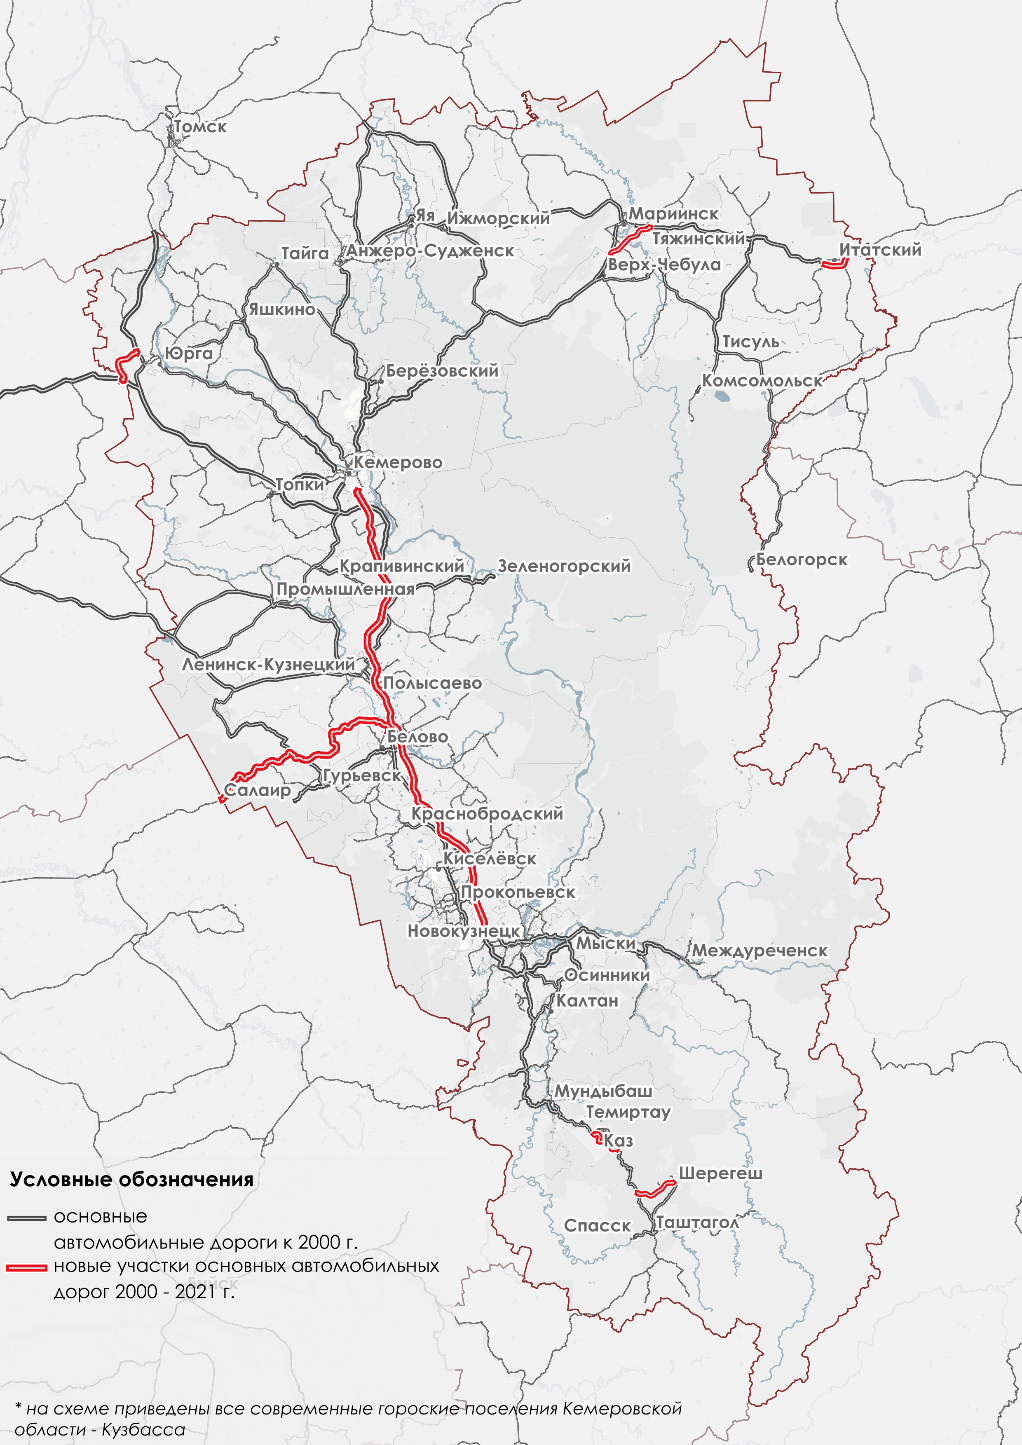 Томск
Яя
Ижморский
Мариинск
Тяжинский
Итатский
Тайга
Анжеро-Судженск
Верх-Чебула
Яшкино
Юрга
Тисуль
Берёзовский
Комсомольск
Кемерово
Топки
Крапивинский
Зеленогорский
Белогорск
Промышленная
Ленинск-Кузнецкий
Полысаево
Белово
Гурьевск
Салаир
Краснобродский
Киселёвск
Прокопьевск
Новокузнецк
Мыски
Междуреченск
Осинники
Калтан
Мундыбаш
Темиртау
Каз
Шерегеш
Спасск
Таштагол
Условные обозначения
основные
автомобильные дороги к 2000 г.
новые участки основных автомобильных
Бийск
дорог 2000 - 2021 г.
* на схеме приведены все современные гороские поселения Кемеровской
области - Кузбасса